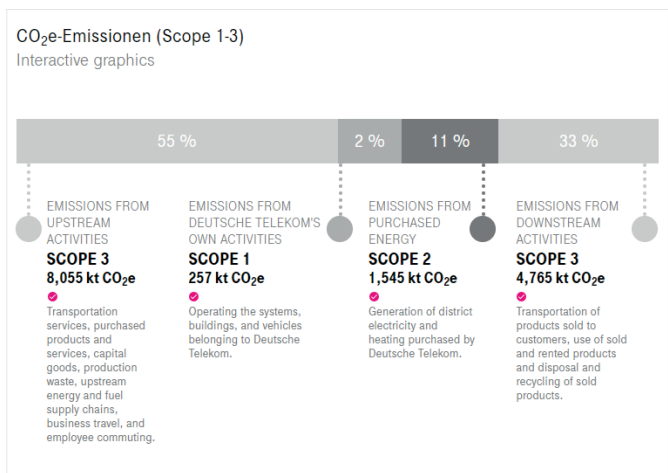 CO₂e-Emissionen (Scope 1-3)
Interactive graphics
55 %
2 %
11 %
33 %
EMISSIONS FROM
UPSTREAM
ACTIVITIES
SCOPE 3
8,055 kt CO₂e
Transportation
services, purchased
products and
services, capital
goods, production
waste, upstream
energy and fuel
supply chains,
business travel, and
employee commuting.
EMISSIONS FROM
DEUTSCHE TELEKOM'S
OWN ACTIVITIES
SCOPE 1
257 kt CO₂e
Operating the systems,
buildings, and vehicles
belonging to Deutsche
Telekom.
EMISSIONS FROM
PURCHASED
ENERGY
SCOPE 2
1,545 kt CO₂e
Generation of district
electricity and
heating purchased by
Deutsche Telekom.
EMISSIONS FROM
DOWNSTREAM
ACTIVITIES
SCOPE 3
4,765 kt CO₂e
Transportation of
products sold to
customers, use of sold
and rented products
and disposal and
recycling of sold
products.